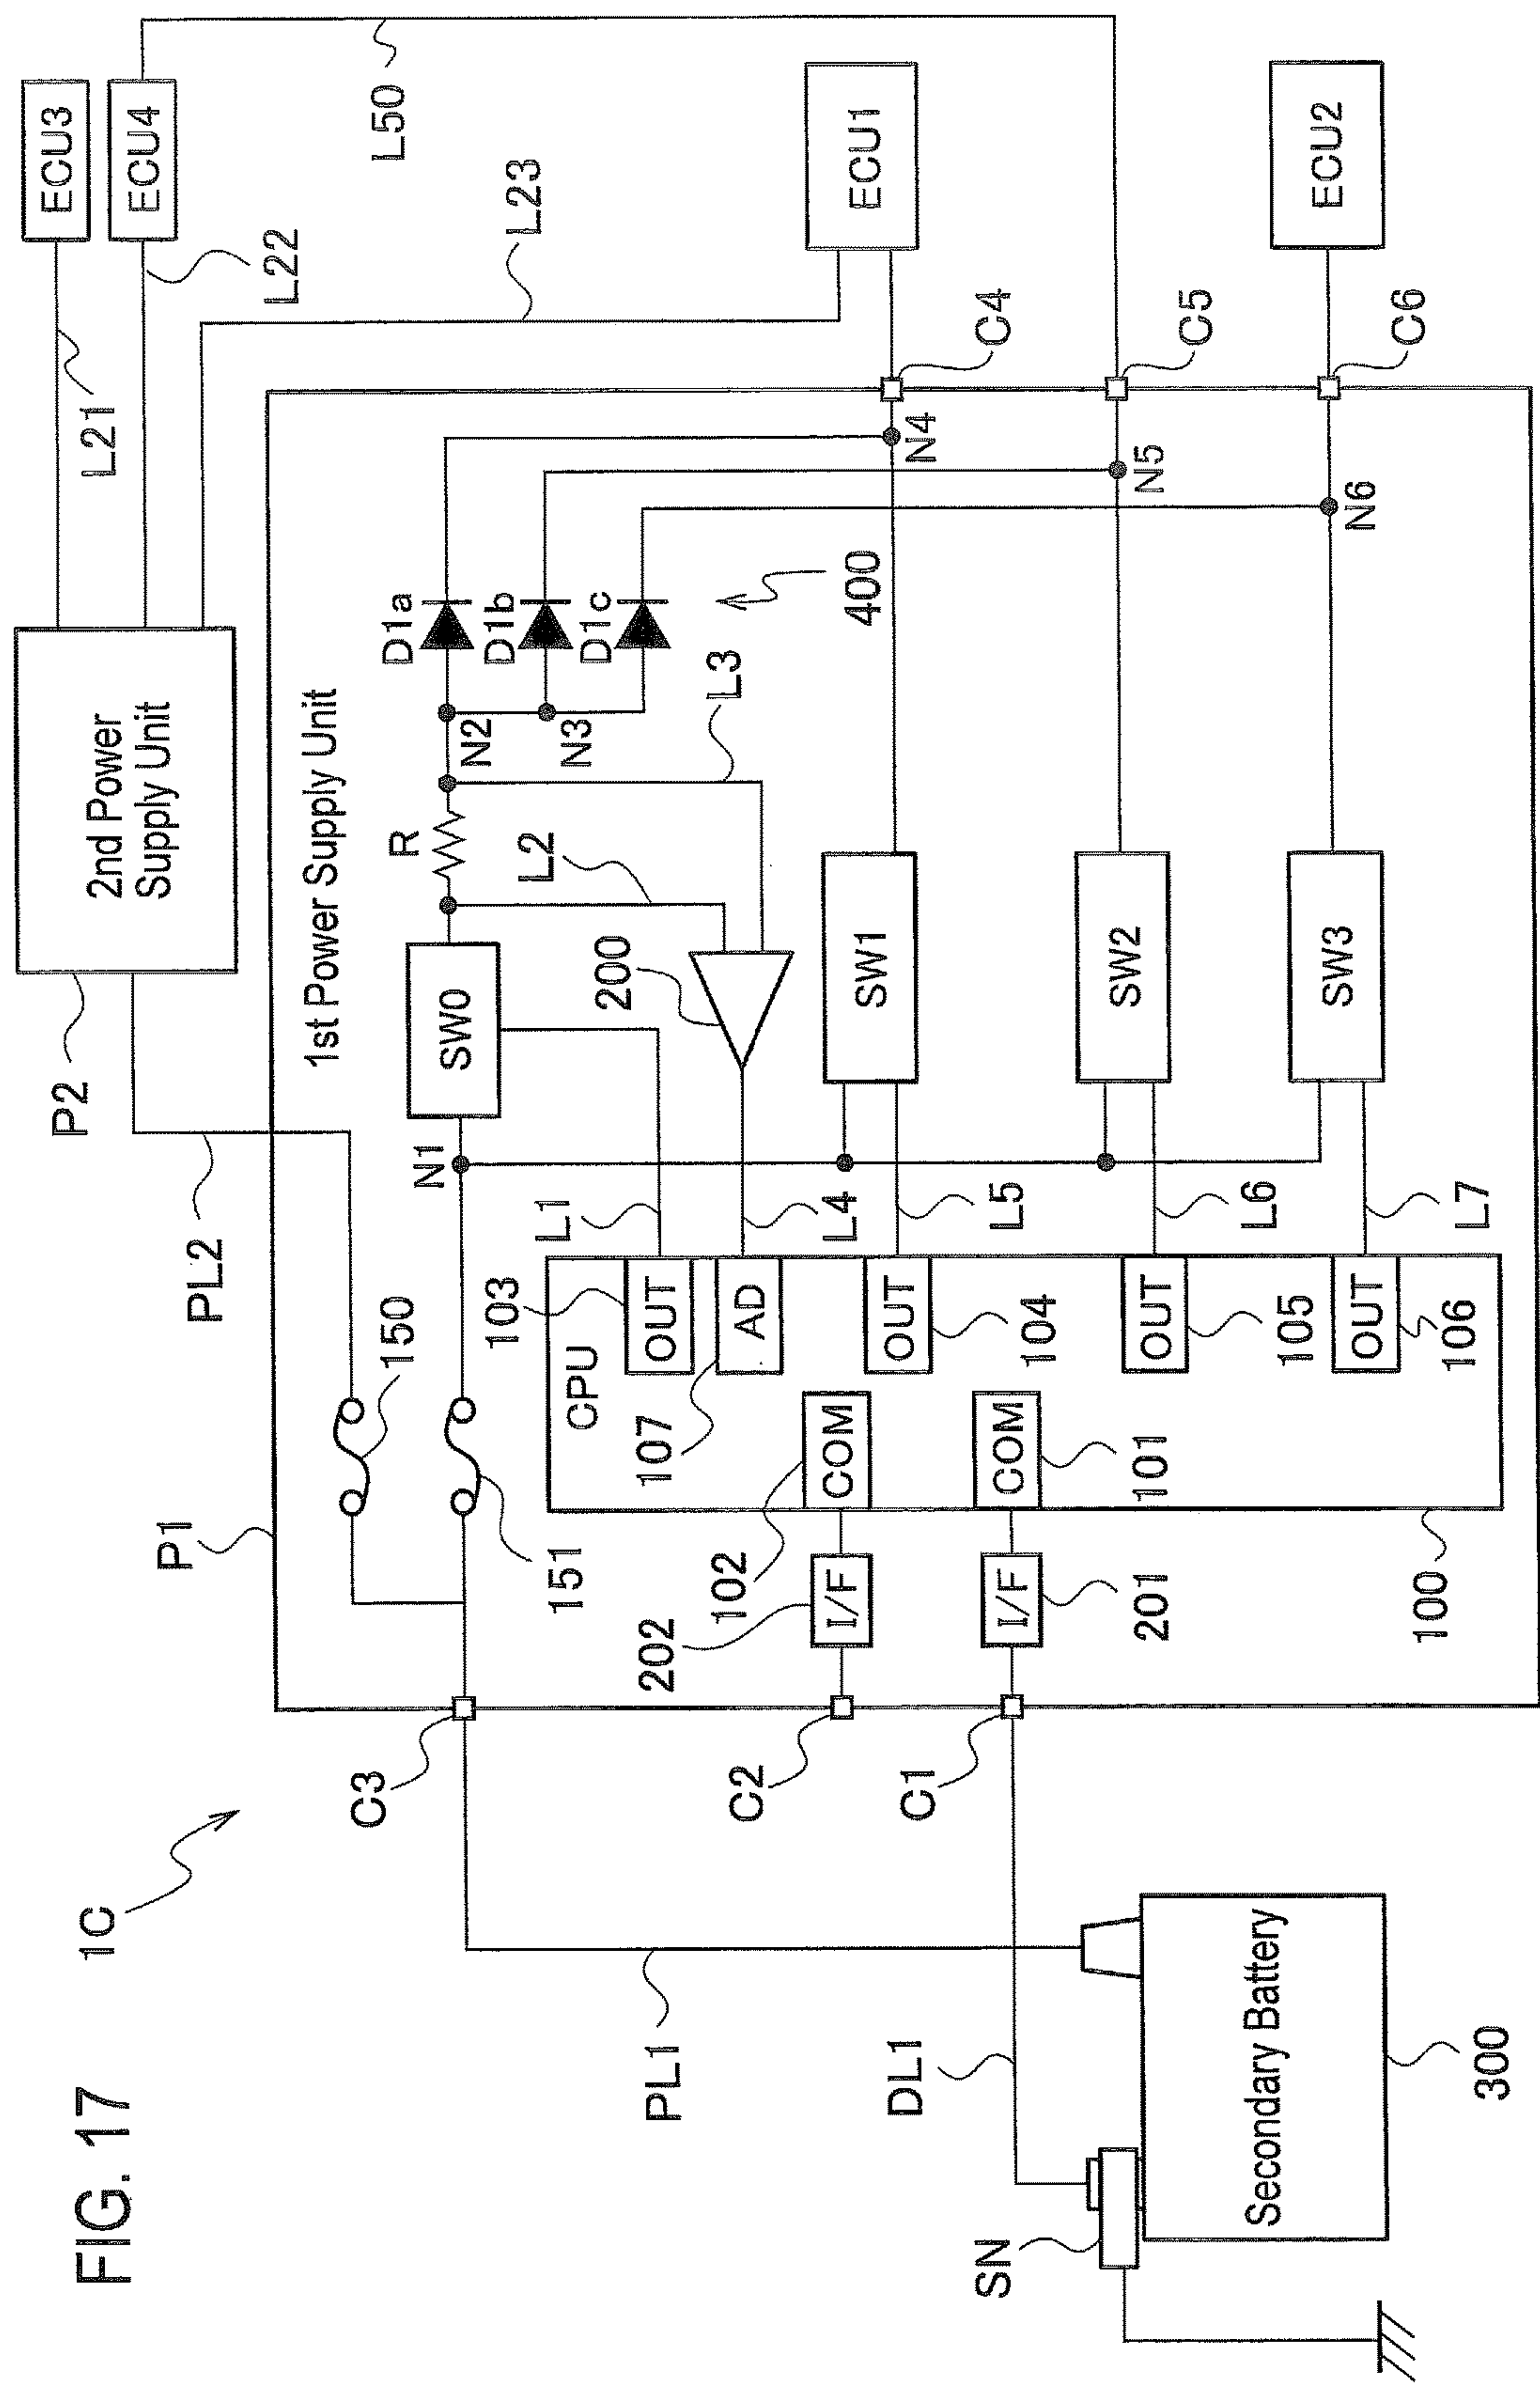 FIG. 17
1C
P2
2nd Power
Supply Unit
ECU3
ECU4
L21
L22
L23
L50
PL2
P1
1st Power Supply Unit
150
151
N1
SW0
R
N2
N3
D1a
D1b
D1c
400
L2
L3
200
L1
L4
C3
C2
C1
C4
C5
C6
N4
N5
N6
ECU1
ECU2
CPU
103
OUT
107
AD
OUT
104
OUT
105
OUT
106
102
COM
COM
101
202
I/F
I/F
201
100
L5
L6
L7
SW1
SW2
SW3
PL1
DL1
SN
Secondary Battery
300